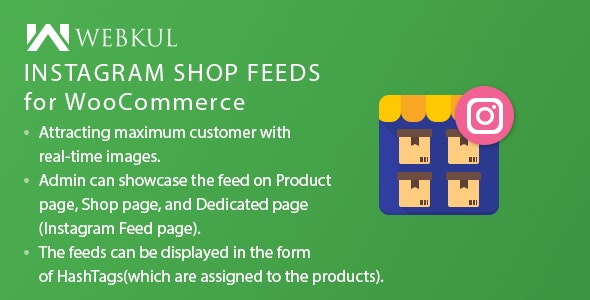 WEBKUL
INSTAGRAM SHOP FEEDS
for WooCommerce
• Attracting maximum customer with
real-time images.
• Admin can showcase the feed on Product
page, Shop page, and Dedicated page
(Instagram Feed page).
• The feeds can be displayed in the form
of HashTags(which are assigned to the products).